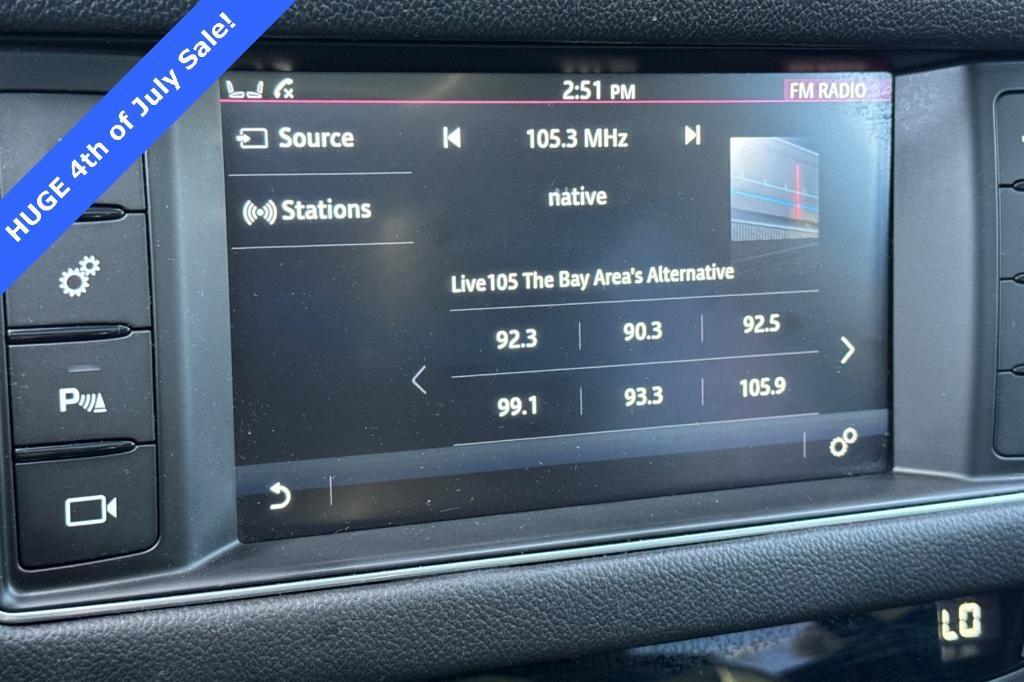 HUGE 4th of July Sale!
2:51 PM
FM RADIO
Source
105.3 MHz
Stations
native
Live105 The Bay Area's Alternative
92.3 90.3 92.5
99.1 93.3 105.9
P
LO